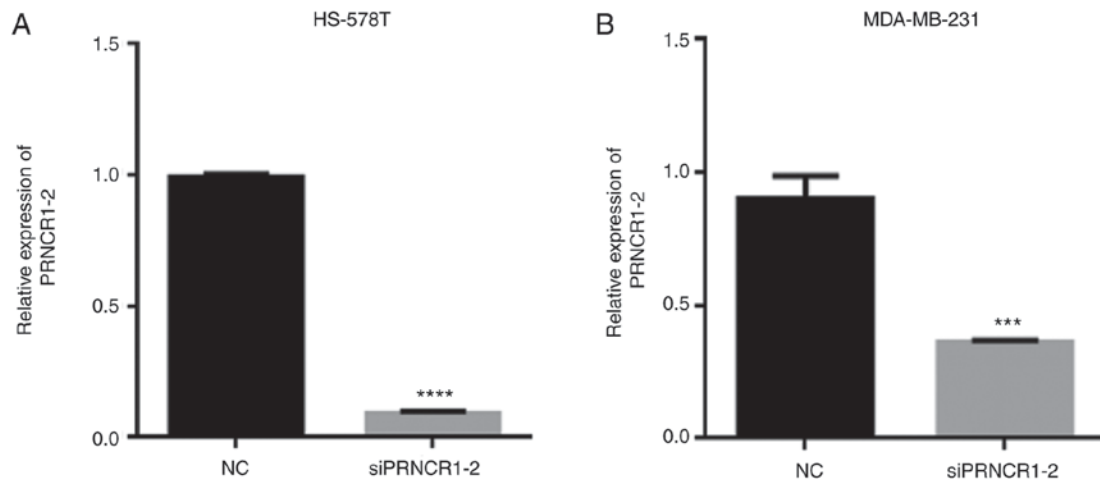 A
HS-578T
Relative expression of
PRNCR1-2
1.5
1.0
0.5
0.0
****
NC
siPRNCR1-2
B
MDA-MB-231
Relative expression of
PRNCR1-2
1.5
1.0
0.5
0.0
***
NC
siPRNCR1-2